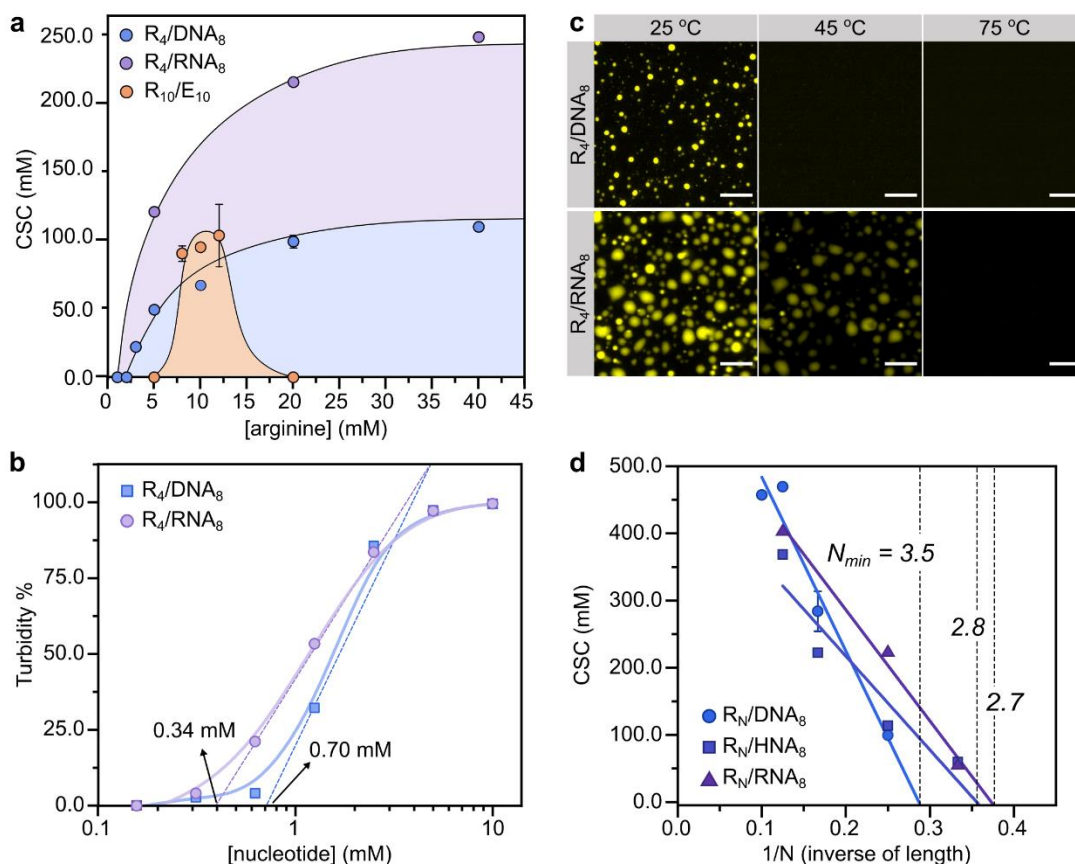 a
R₄/DNA₈
R₄/RNA₈
R₁₀/E₁₀
250.0
200.0
150.0
100.0
50.0
0.0
CSC (mM)
0
5
10
15
20
25
30
35
40
45
[arginine] (mM)
c
25 °C
45 °C
75 °C
R₄/DNA₈
R₄/RNA₈
b
R₄/DNA₈
R₄/RNA₈
100.0
75.0
50.0
25.0
0.0
Turbidity %
0.34 mM
0.70 mM
0.1
1
10
[nucleotide] (mM)
d
500.0
400.0
300.0
200.0
100.0
0.0
CSC (mM)
Nmin = 3.5
2.8
2.7
R_N/DNA₈
R_N/HNA₈
R_N/RNA₈
0.0
0.1
0.2
0.3
0.4
1/N (inverse of length)